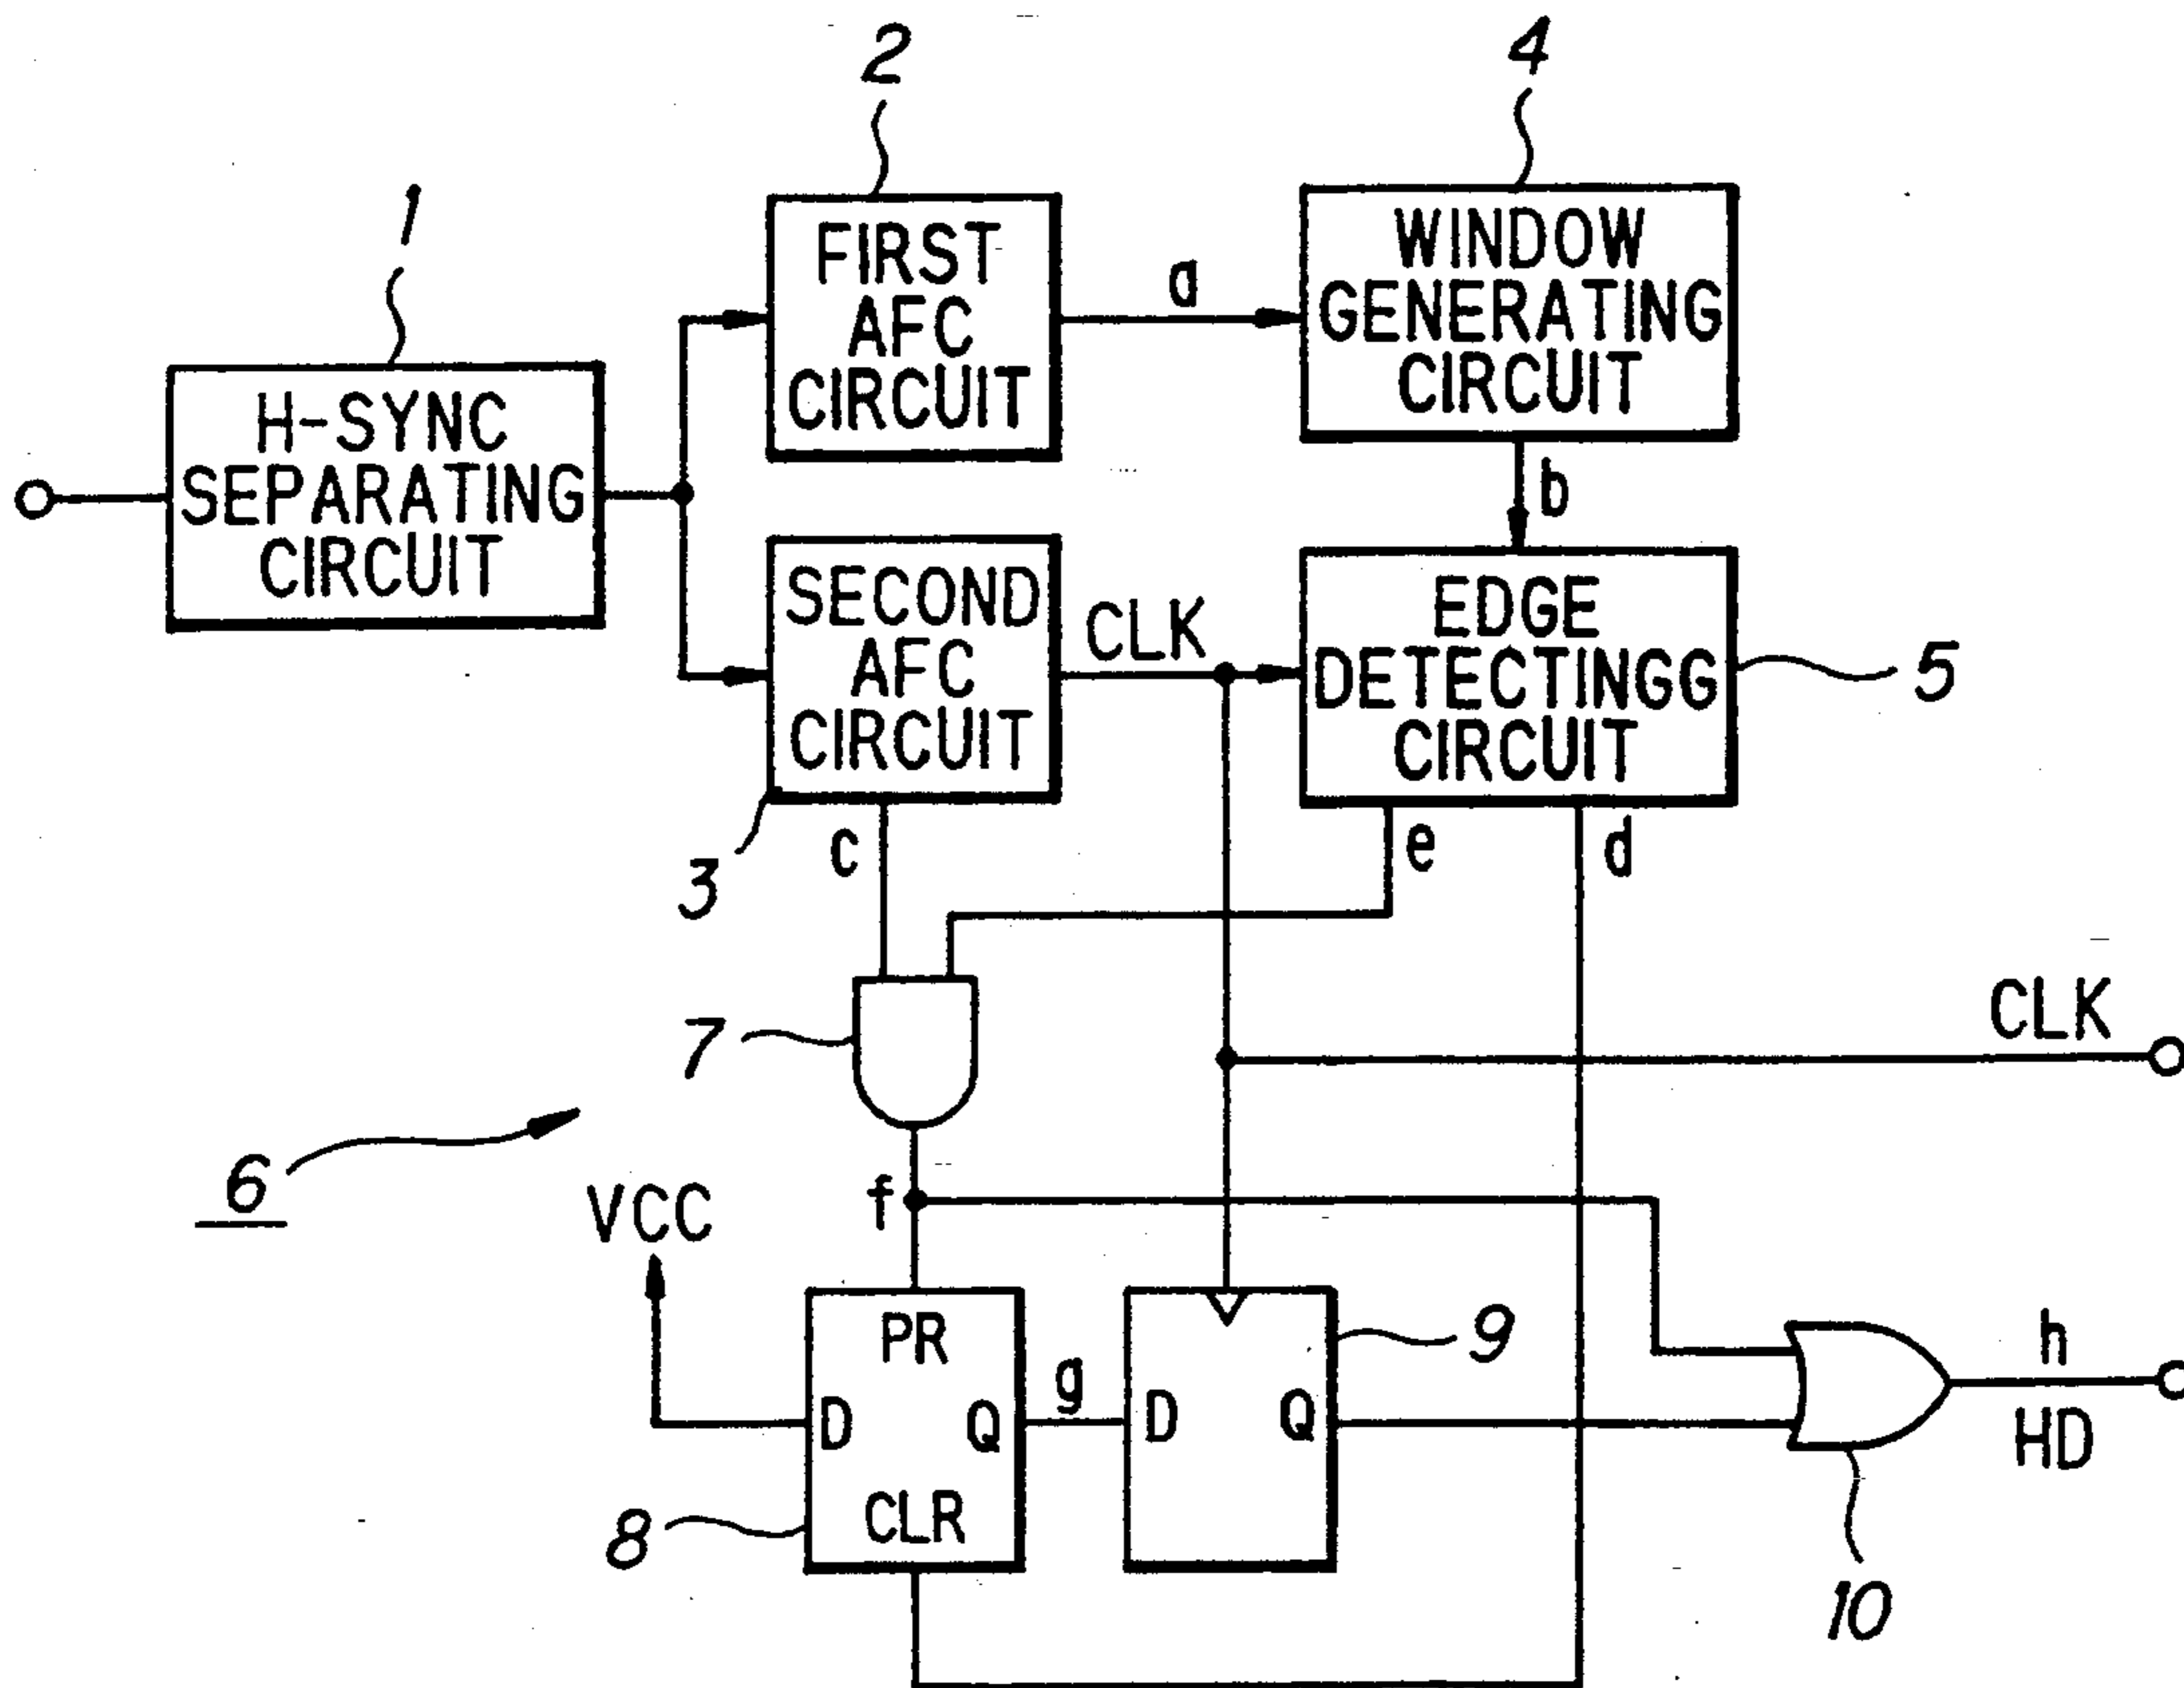 2
4
1
FIRST
AFC
CIRCUIT
a
WINDOW
GENERATING
CIRCUIT
H-SYNC
SEPARATING
CIRCUIT
b
SECOND
AFC
CIRCUIT
CLK
EDGE
DETECTINGG
CIRCUIT
5
3
c
e
d
7
CLK
6
VCC
f
PR
D
Q
CLR
g
D
Q
9
h
HD
8
10